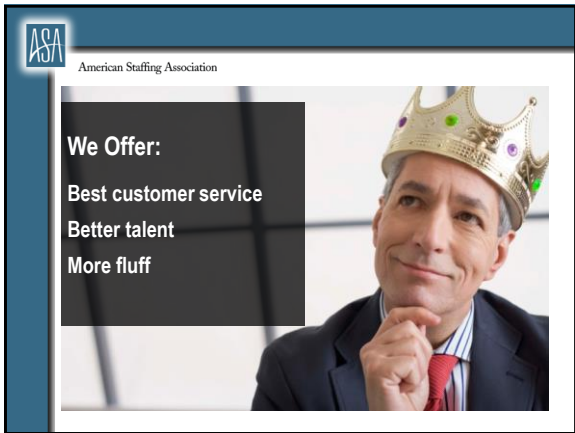 ASA
American Staffing Association
We Offer:
Best customer service
Better talent
More fluff